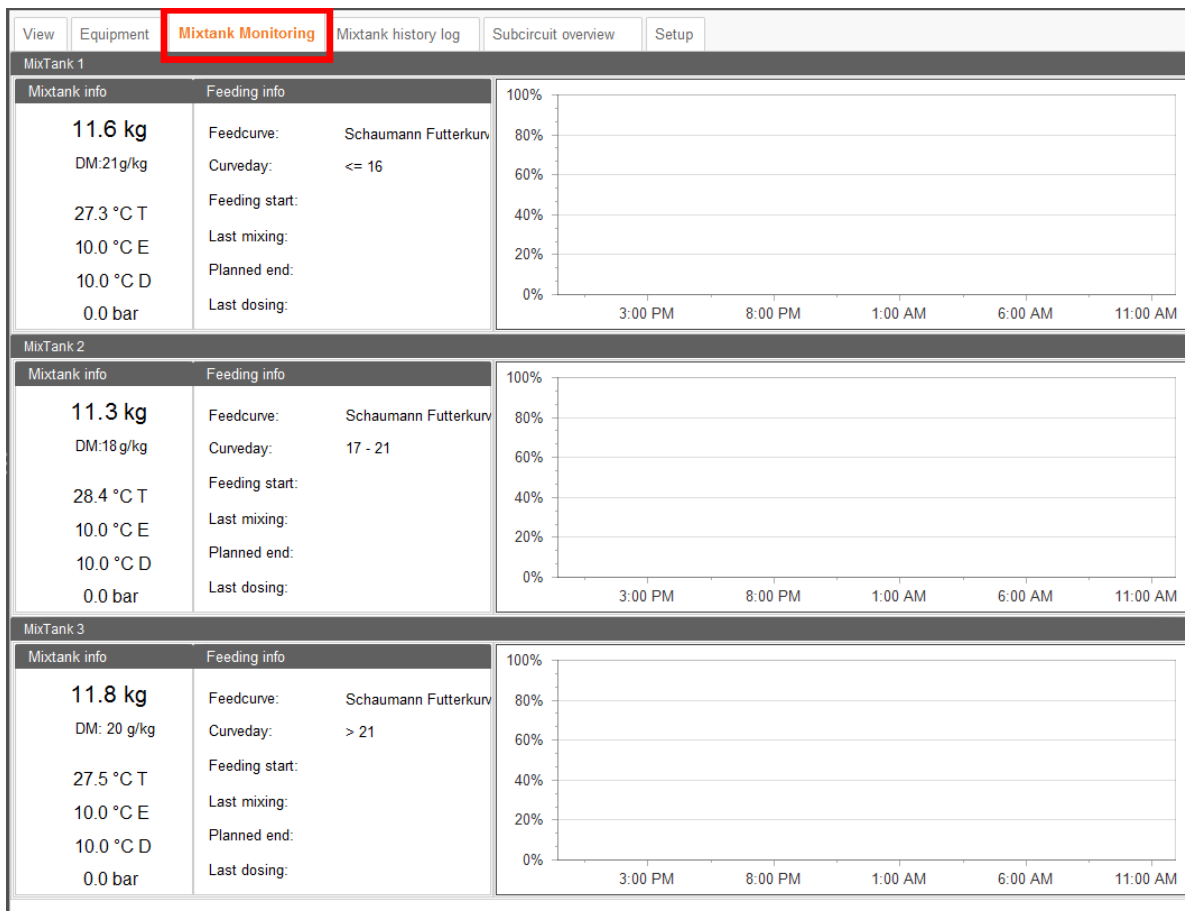 View Equipment Mixtank Monitoring Mixtank history log Subcircuit overview Setup
MixTank 1
Mixtank info Feeding info
11.6 kg
DM:21g/kg
27.3 °C T
10.0 °C E
10.0 °C D
0.0 bar
Feedcurve: Schaumann Futterkurv
Curveday: <= 16
Feeding start:
Last mixing:
Planned end:
Last dosing:
100%
80%
60%
40%
20%
0%
3:00 PM 8:00 PM 1:00 AM 6:00 AM 11:00 AM
MixTank 2
Mixtank info Feeding info
11.3 kg
DM:18 g/kg
28.4 °C T
10.0 °C E
10.0 °C D
0.0 bar
Feedcurve: Schaumann Futterkurv
Curveday: 17 - 21
Feeding start:
Last mixing:
Planned end:
Last dosing:
100%
80%
60%
40%
20%
0%
3:00 PM 8:00 PM 1:00 AM 6:00 AM 11:00 AM
MixTank 3
Mixtank info Feeding info
11.8 kg
DM: 20 g/kg
27.5 °C T
10.0 °C E
10.0 °C D
0.0 bar
Feedcurve: Schaumann Futterkurv
Curveday: > 21
Feeding start:
Last mixing:
Planned end:
Last dosing:
100%
80%
60%
40%
20%
0%
3:00 PM 8:00 PM 1:00 AM 6:00 AM 11:00 AM